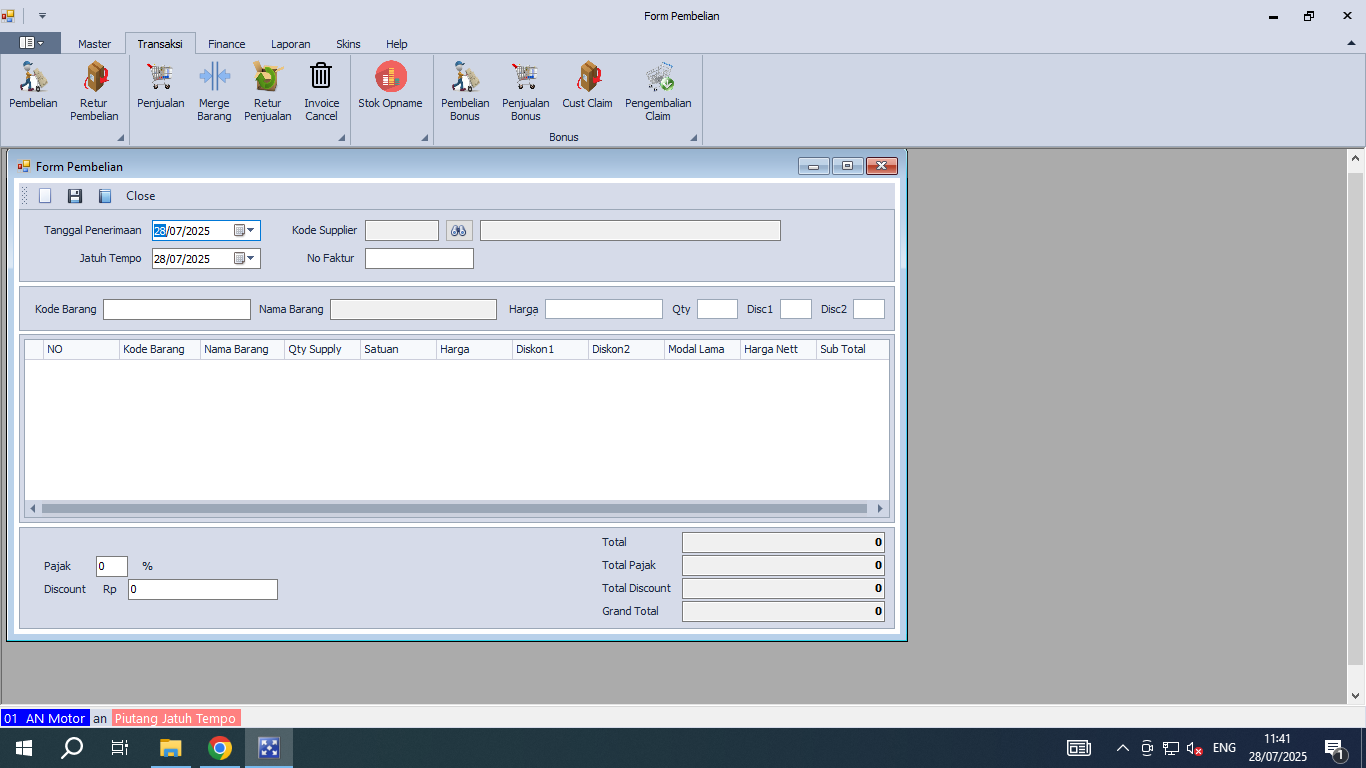 Form Pembelian
Master Transaksi Finance Laporan Skins Help
Pembelian Retur Pembelian Penjualan Merge Barang Retur Penjualan Invoice Cancel Stok Opname Pembelian Bonus Penjualan Bonus Cust Claim Pengembalian Claim
Bonus
Form Pembelian
Close
Tanggal Penerimaan 28/07/2025 Kode Supplier
Jatuh Tempo 28/07/2025 No Faktur
Kode Barang Nama Barang Harga Qty Disc1 Disc2
NO Kode Barang Nama Barang Qty Supply Satuan Harga Diskon1 Diskon2 Modal Lama Harga Nett Sub Total
Total 0
Pajak 0 % Total Pajak 0
Discount Rp 0 Total Discount 0
Grand Total 0
01 AN Motor an Piutang Jatuh Tempo
ENG 11:41
28/07/2025 1